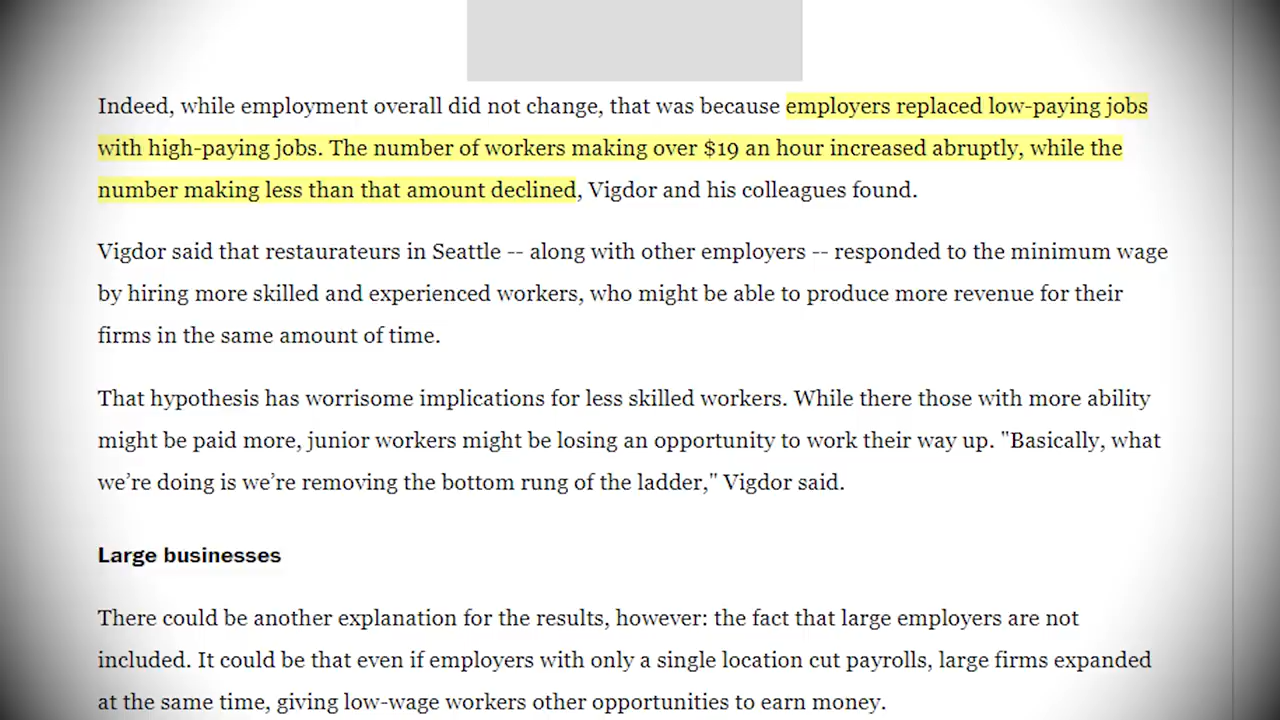 Indeed, while employment overall did not change, that was because employers replaced low-paying jobs
with high-paying jobs. The number of workers making over $19 an hour increased abruptly, while the
number making less than that amount declined, Vigdor and his colleagues found.
Vigdor said that restaurateurs in Seattle -- along with other employers -- responded to the minimum wage
by hiring more skilled and experienced workers, who might be able to produce more revenue for their
firms in the same amount of time.
That hypothesis has worrisome implications for less skilled workers. While there those with more ability
might be paid more, junior workers might be losing an opportunity to work their way up. "Basically, what
we’re doing is we’re removing the bottom rung of the ladder," Vigdor said.
Large businesses
There could be another explanation for the results, however: the fact that large employers are not
included. It could be that even if employers with only a single location cut payrolls, large firms expanded
at the same time, giving low-wage workers other opportunities to earn money.